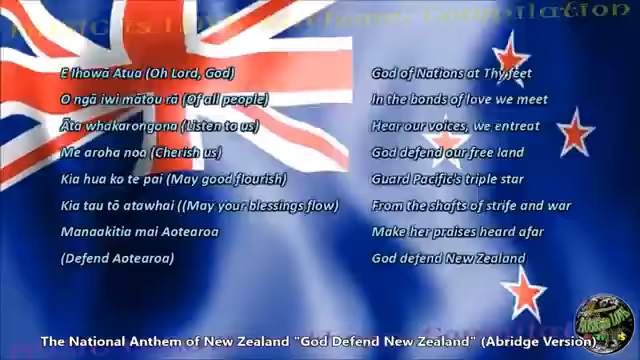 E Ihowā Atua (Oh Lord, God)
O ngā iwi mātou rā (Of all people)
Āta whakarongona (Listen to us)
Me aroha noa (Cherish us)
Kia hua ko te pai (May good flourish)
Kia tau tō atawhai ((May your blessings flow)
Manaakitia mai Aotearoa
(Defend Aotearoa)
God of Nations at Thy feet
In the bonds of love we meet
Hear our voices, we entreat
God defend our free land
Guard Pacific's triple star
From the shafts of strife and war
Make her praises heard afar
God defend New Zealand
The National Anthem of New Zealand "God Defend New Zealand" (Abridge Version)